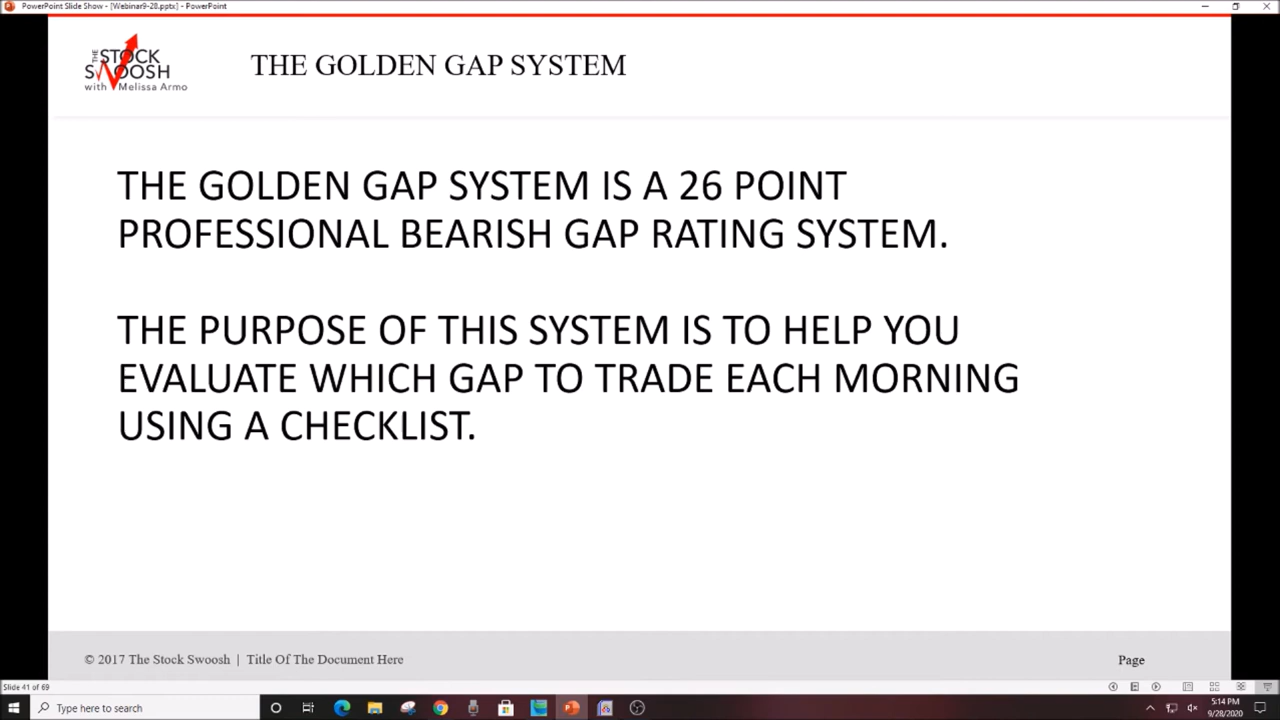 PowerPoint Slide Show - [Webinar9-28.pptx] - PowerPoint
THE STOCK
SWOOSH
with Melissa Armo
THE GOLDEN GAP SYSTEM
THE GOLDEN GAP SYSTEM IS A 26 POINT
PROFESSIONAL BEARISH GAP RATING SYSTEM.
THE PURPOSE OF THIS SYSTEM IS TO HELP YOU
EVALUATE WHICH GAP TO TRADE EACH MORNING
USING A CHECKLIST.
© 2017 The Stock Swoosh | Title Of The Document Here
Page
Slide 41 of 69
Type here to search
5:14 PM
9/28/2020